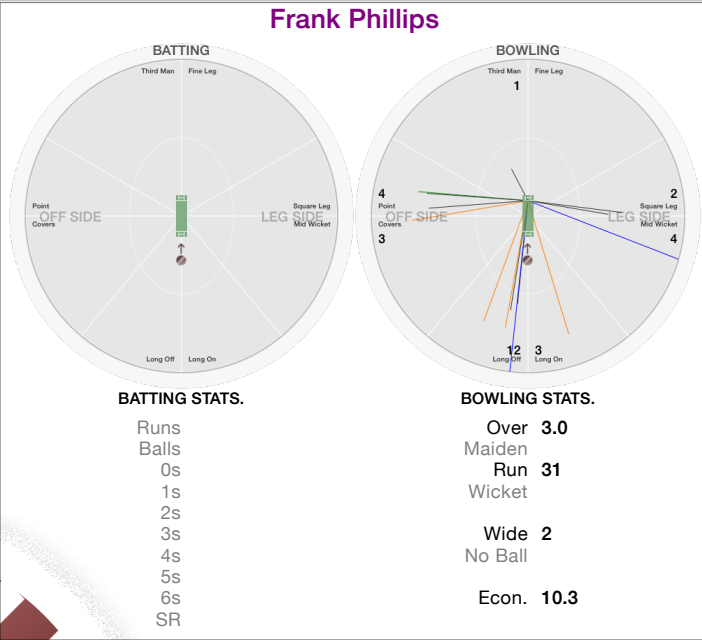 Frank Phillips
BATTING
Third Man Fine Leg
Point
OFF SIDE
Covers
Square Leg
LEG SIDE
Mid Wicket
Long Off Long On
BATTING STATS.
Runs
Balls
0s
1s
2s
3s
4s
5s
6s
SR
BOWLING
Third Man Fine Leg
1
4
Point
OFF SIDE
Covers
3
2
Square Leg
LEG SIDE
Mid Wicket
4
12 3
Long Off Long On
BOWLING STATS.
Over 3.0
Maiden
Run 31
Wicket
Wide 2
No Ball
Econ. 10.3